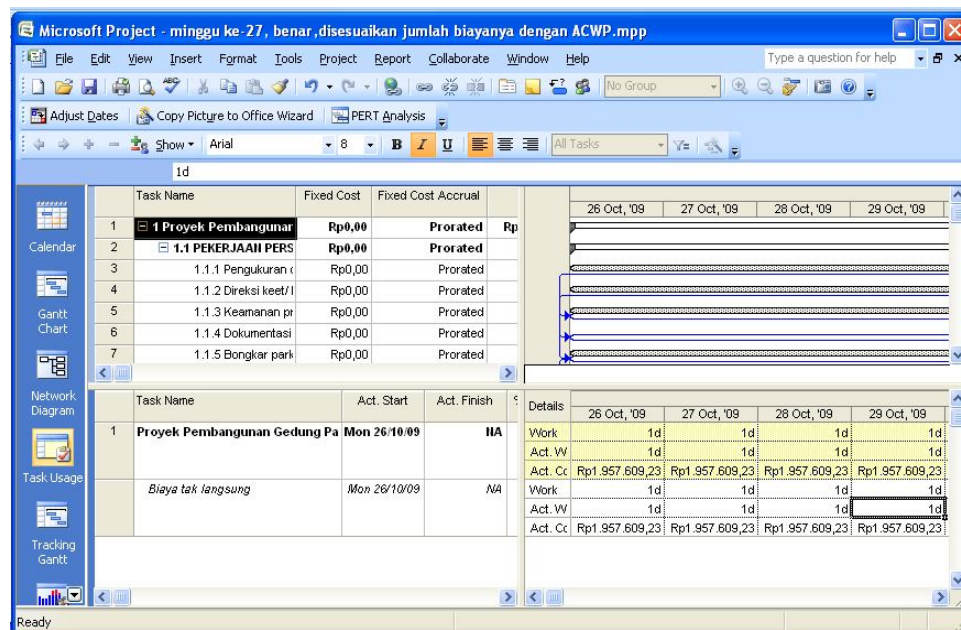 Microsoft Project - minggu ke-27, benar,disesuaikan jumlah biayanya dengan ACWP.mpp
File Edit View Insert Format Tools Project Report Collaborate Window Help Type a question for help
No Group
Adjust Dates Copy Picture to Office Wizard PERT Analysis
Show Arial 8 B I U All Tasks
1d
Task Name Fixed Cost Fixed Cost Accrual 26 Oct, '09 27 Oct, '09 28 Oct, '09 29 Oct, '09
1 1 Proyek Pembangunar Rp0,00 Prorated Rp
2 1.1 PEKERJAAN PERS Rp0,00 Prorated
3 1.1.1 Pengukuran Rp0,00 Prorated
4 1.1.2 Direksi keet/ Rp0,00 Prorated
5 1.1.3 Keamanan pr Rp0,00 Prorated
6 1.1.4 Dokumentasi Rp0,00 Prorated
7 1.1.5 Bongkar park Rp0,00 Prorated
Calendar
Gantt Chart
Network Diagram
Task Usage
Tracking Gantt
Task Name Act. Start Act. Finish Details 26 Oct, '09 27 Oct, '09 28 Oct, '09 29 Oct, '09
1 Proyek Pembangunan Gedung Pa Mon 26/10/09 NA Work 1d 1d 1d 1d
Act. W 1d 1d 1d 1d
Act. Cc Rp1.957.609,23 Rp1.957.609,23 Rp1.957.609,23 Rp1.957.609,23
Biaya tak langsung Mon 26/10/09 NA Work 1d 1d 1d 1d
Act. W 1d 1d 1d 1d
Act. Cc Rp1.957.609,23 Rp1.957.609,23 Rp1.957.609,23 Rp1.957.609,23
Ready